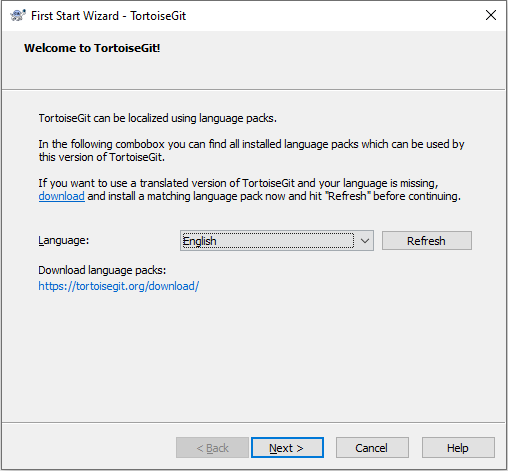 First Start Wizard - TortoiseGit
Welcome to TortoiseGit!
TortoiseGit can be localized using language packs.
In the following combobox you can find all installed language packs which can be used by
this version of TortoiseGit.
If you want to use a translated version of TortoiseGit and your language is missing,
download and install a matching language pack now and hit "Refresh" before continuing.
Language: English Refresh
Download language packs:
https://tortoisegit.org/download/
< Back Next > Cancel Help